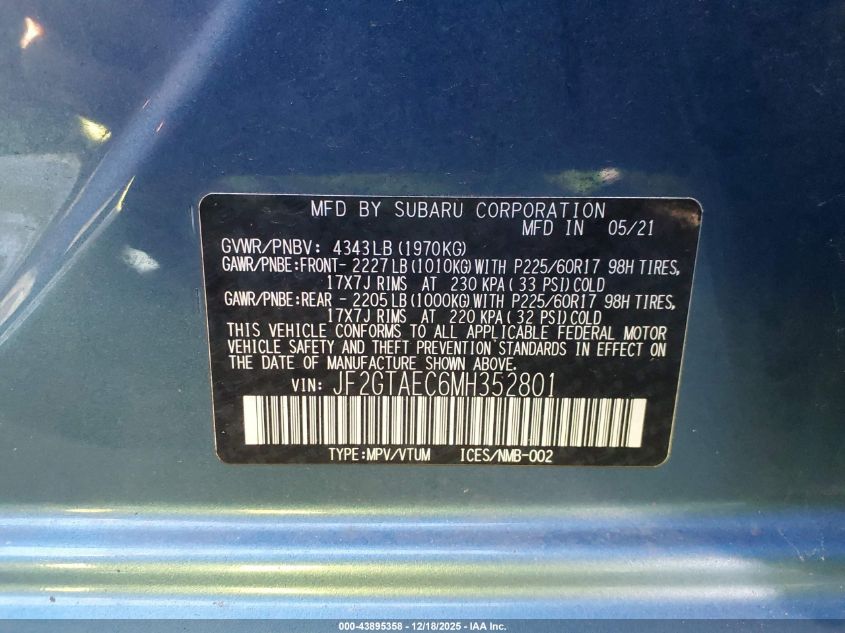 MFD BY SUBARU CORPORATION
MFD IN 05/21
GVWR/PNBV: 4343LB(1970KG)
GAWR/PNBE:FRONT- 2227LB(1010KG)WITH P225/60R17 98H TIRES,
17X7J RIMS AT 230 KPA( 33 PSI)COLD
GAWR/PNBE:REAR - 2205LB(1000KG)WITH P225/60R17 98H TIRES,
17X7J RIMS AT 220 KPA( 32 PSI)COLD
THIS VEHICLE CONFORMS TO ALL APPLICABLE FEDERAL MOTOR
VEHICLE SAFETY AND THEFT PREVENTION STANDARDS IN EFFECT ON
THE DATE OF MANUFACTURE SHOWN ABOVE.
VIN: JF2GTAEC6MH352801
TYPE:MPV/VTUM ICES/NMB-002
000-43895358 - 12/18/2025 - IAA Inc.